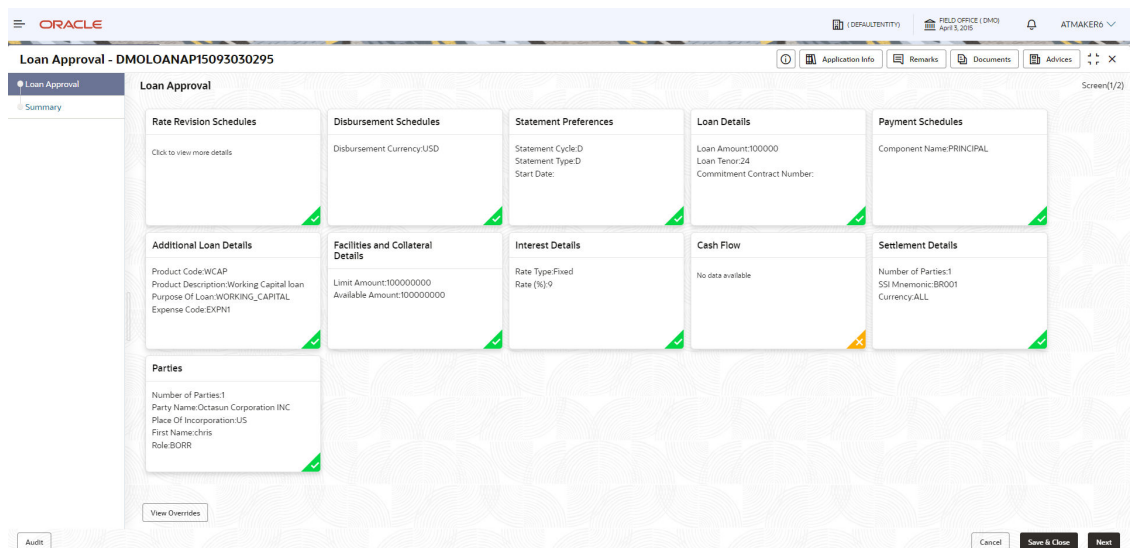 ORACLE
( DEFAULTENTITY)
FIELD OFFICE ( DMO)
April 3, 2015
ATMAKER6
Loan Approval - DMOLOANAP15093030295
Application Info
Remarks
Documents
Advices
Loan Approval
Summary
Loan Approval
Screen(1/2)
Rate Revision Schedules
Click to view more details
Disbursement Schedules
Disbursement Currency:USD
Statement Preferences
Statement Cycle:D
Statement Type:D
Start Date:
Loan Details
Loan Amount:100000
Loan Tenor:24
Commitment Contract Number:
Payment Schedules
Component Name:PRINCIPAL
Additional Loan Details
Product Code:WCAP
Product Description:Working Capital loan
Purpose Of Loan:WORKING_CAPITAL
Expense Code:EXPN1
Facilities and Collateral
Details
Limit Amount:100000000
Available Amount:100000000
Interest Details
Rate Type:Fixed
Rate (%):9
Cash Flow
No data available
Settlement Details
Number of Parties:1
SSI Mnemonic:BR001
Currency:ALL
Parties
Number of Parties:1
Party Name:Octasun Corporation INC
Place Of Incorporation:US
First Name:chris
Role:BORR
View Overrides
Audit
Cancel
Save & Close
Next